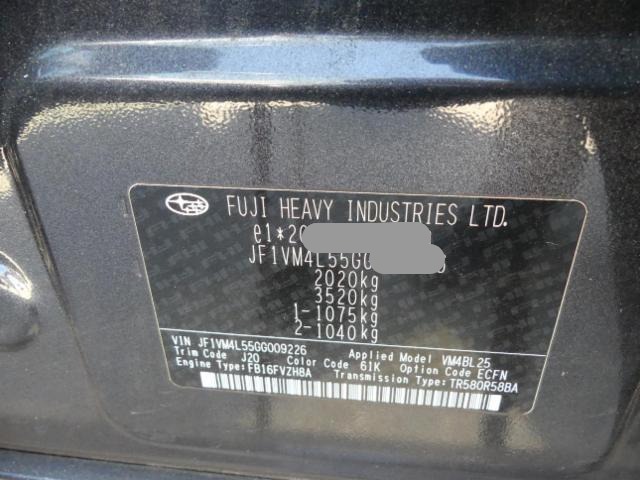 FUJI HEAVY INDUSTRIES LTD.
e1*20
JF1VM4L55GG
2020kg
3520kg
1-1075kg
2-1040kg
VIN JF1VM4L55GG009226 Applied Model VM4BL25
Trim Code J20 Color Code 61K Option Code ECFN
Engine Type:FB16FVZH8A Transmission Type:TR580R58BA